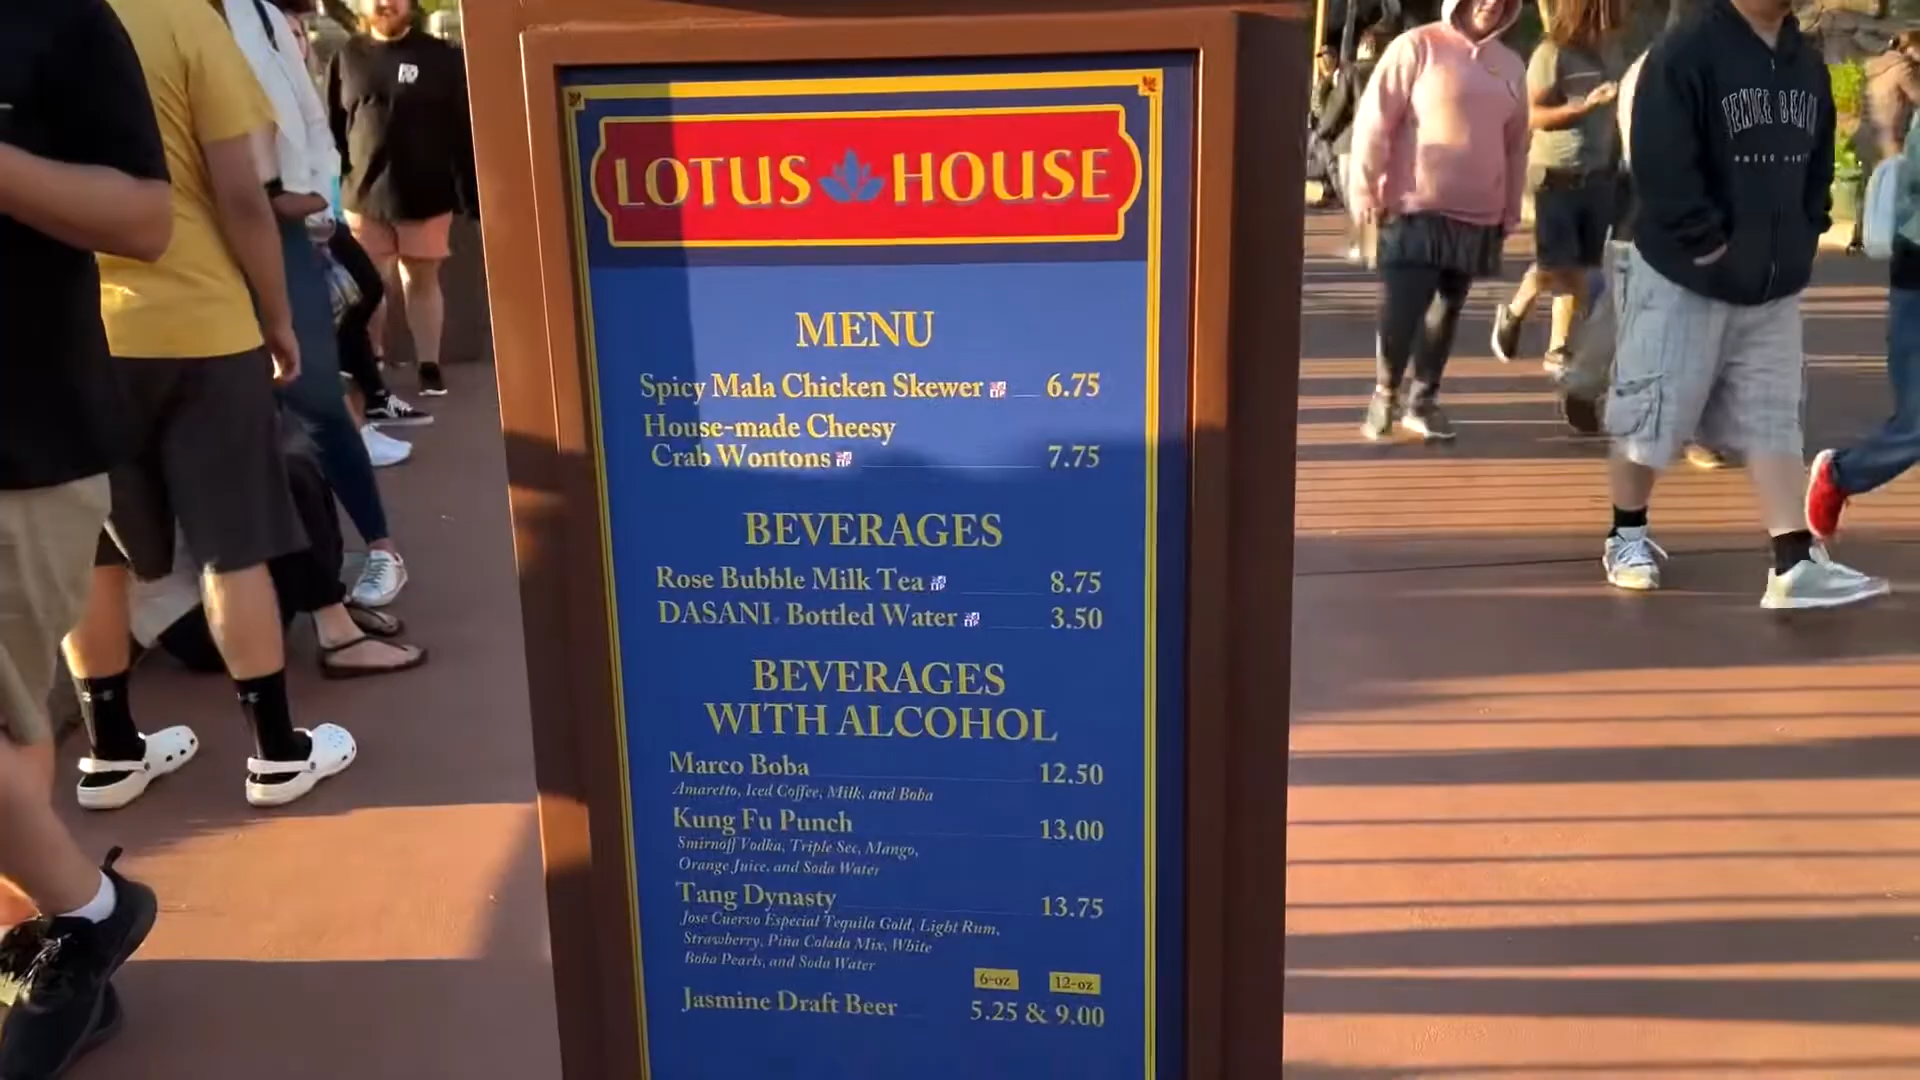 LOTUS HOUSE
MENU
Spicy Mala Chicken Skewer 6.75
House-made Cheesy
Crab Wontons 7.75
BEVERAGES
Rose Bubble Milk Tea 8.75
DASANI® Bottled Water 3.50
BEVERAGES
WITH ALCOHOL
Marco Boba 12.50
Amaretto, Iced Coffee, Milk, and Boba
Kung Fu Punch 13.00
Smirnoff Vodka, Triple Sec, Mango,
Orange Juice, and Soda Water
Tang Dynasty 13.75
Jose Cuervo Especial Tequila Gold, Light Rum,
Strawberry, Piña Colada Mix, White
Boba Pearls, and Soda Water
6-oz 12-oz
Jasmine Draft Beer 5.25 & 9.00
VENICE BEACH